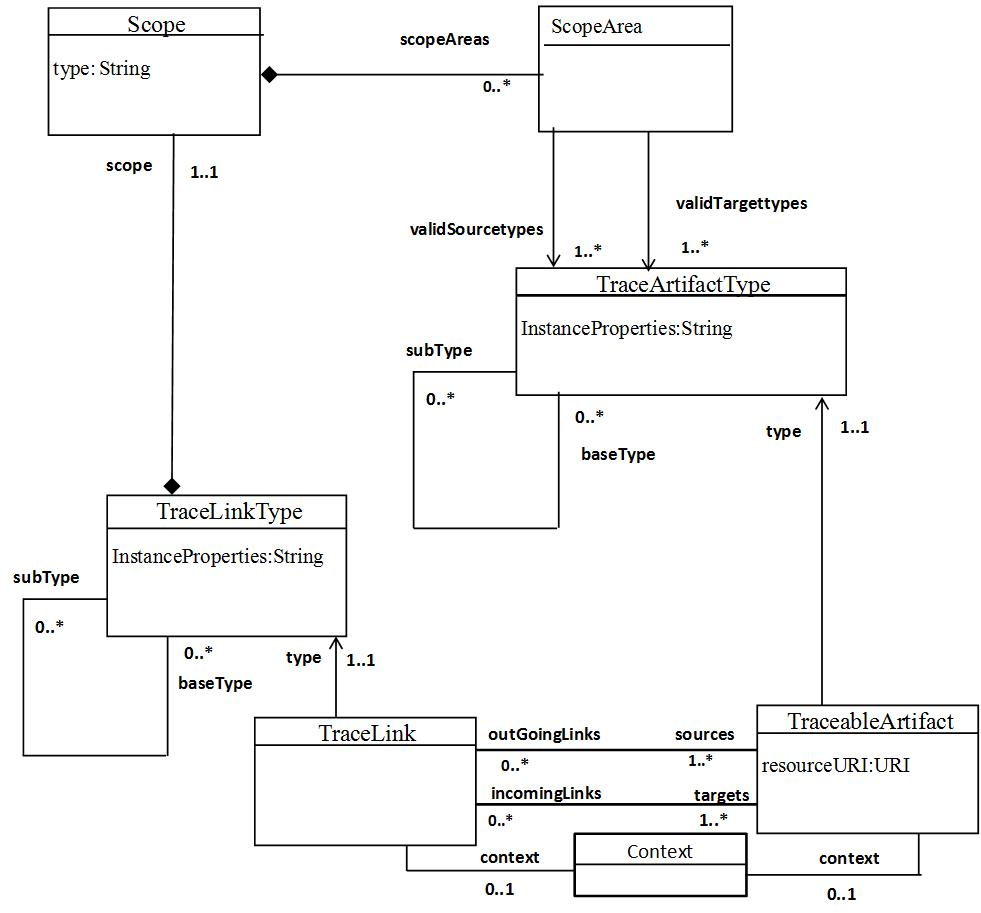 Scope
type: String
scopeAreas
0..*
ScopeArea
scope
1..1
validSourcetypes
1..*
validTargettypes
1..*
TraceArtifactType
InstanceProperties:String
subType
0..*
0..*
baseType
type
1..1
TraceLinkType
InstanceProperties:String
subType
0..*
0..*
baseType
type
1..1
TraceLink
outGoingLinks
sources
0..*
1..*
incomingLinks
targets
0..*
1..*
TraceableArtifact
resourceURI:URI
context
0..1
Context
context
0..1